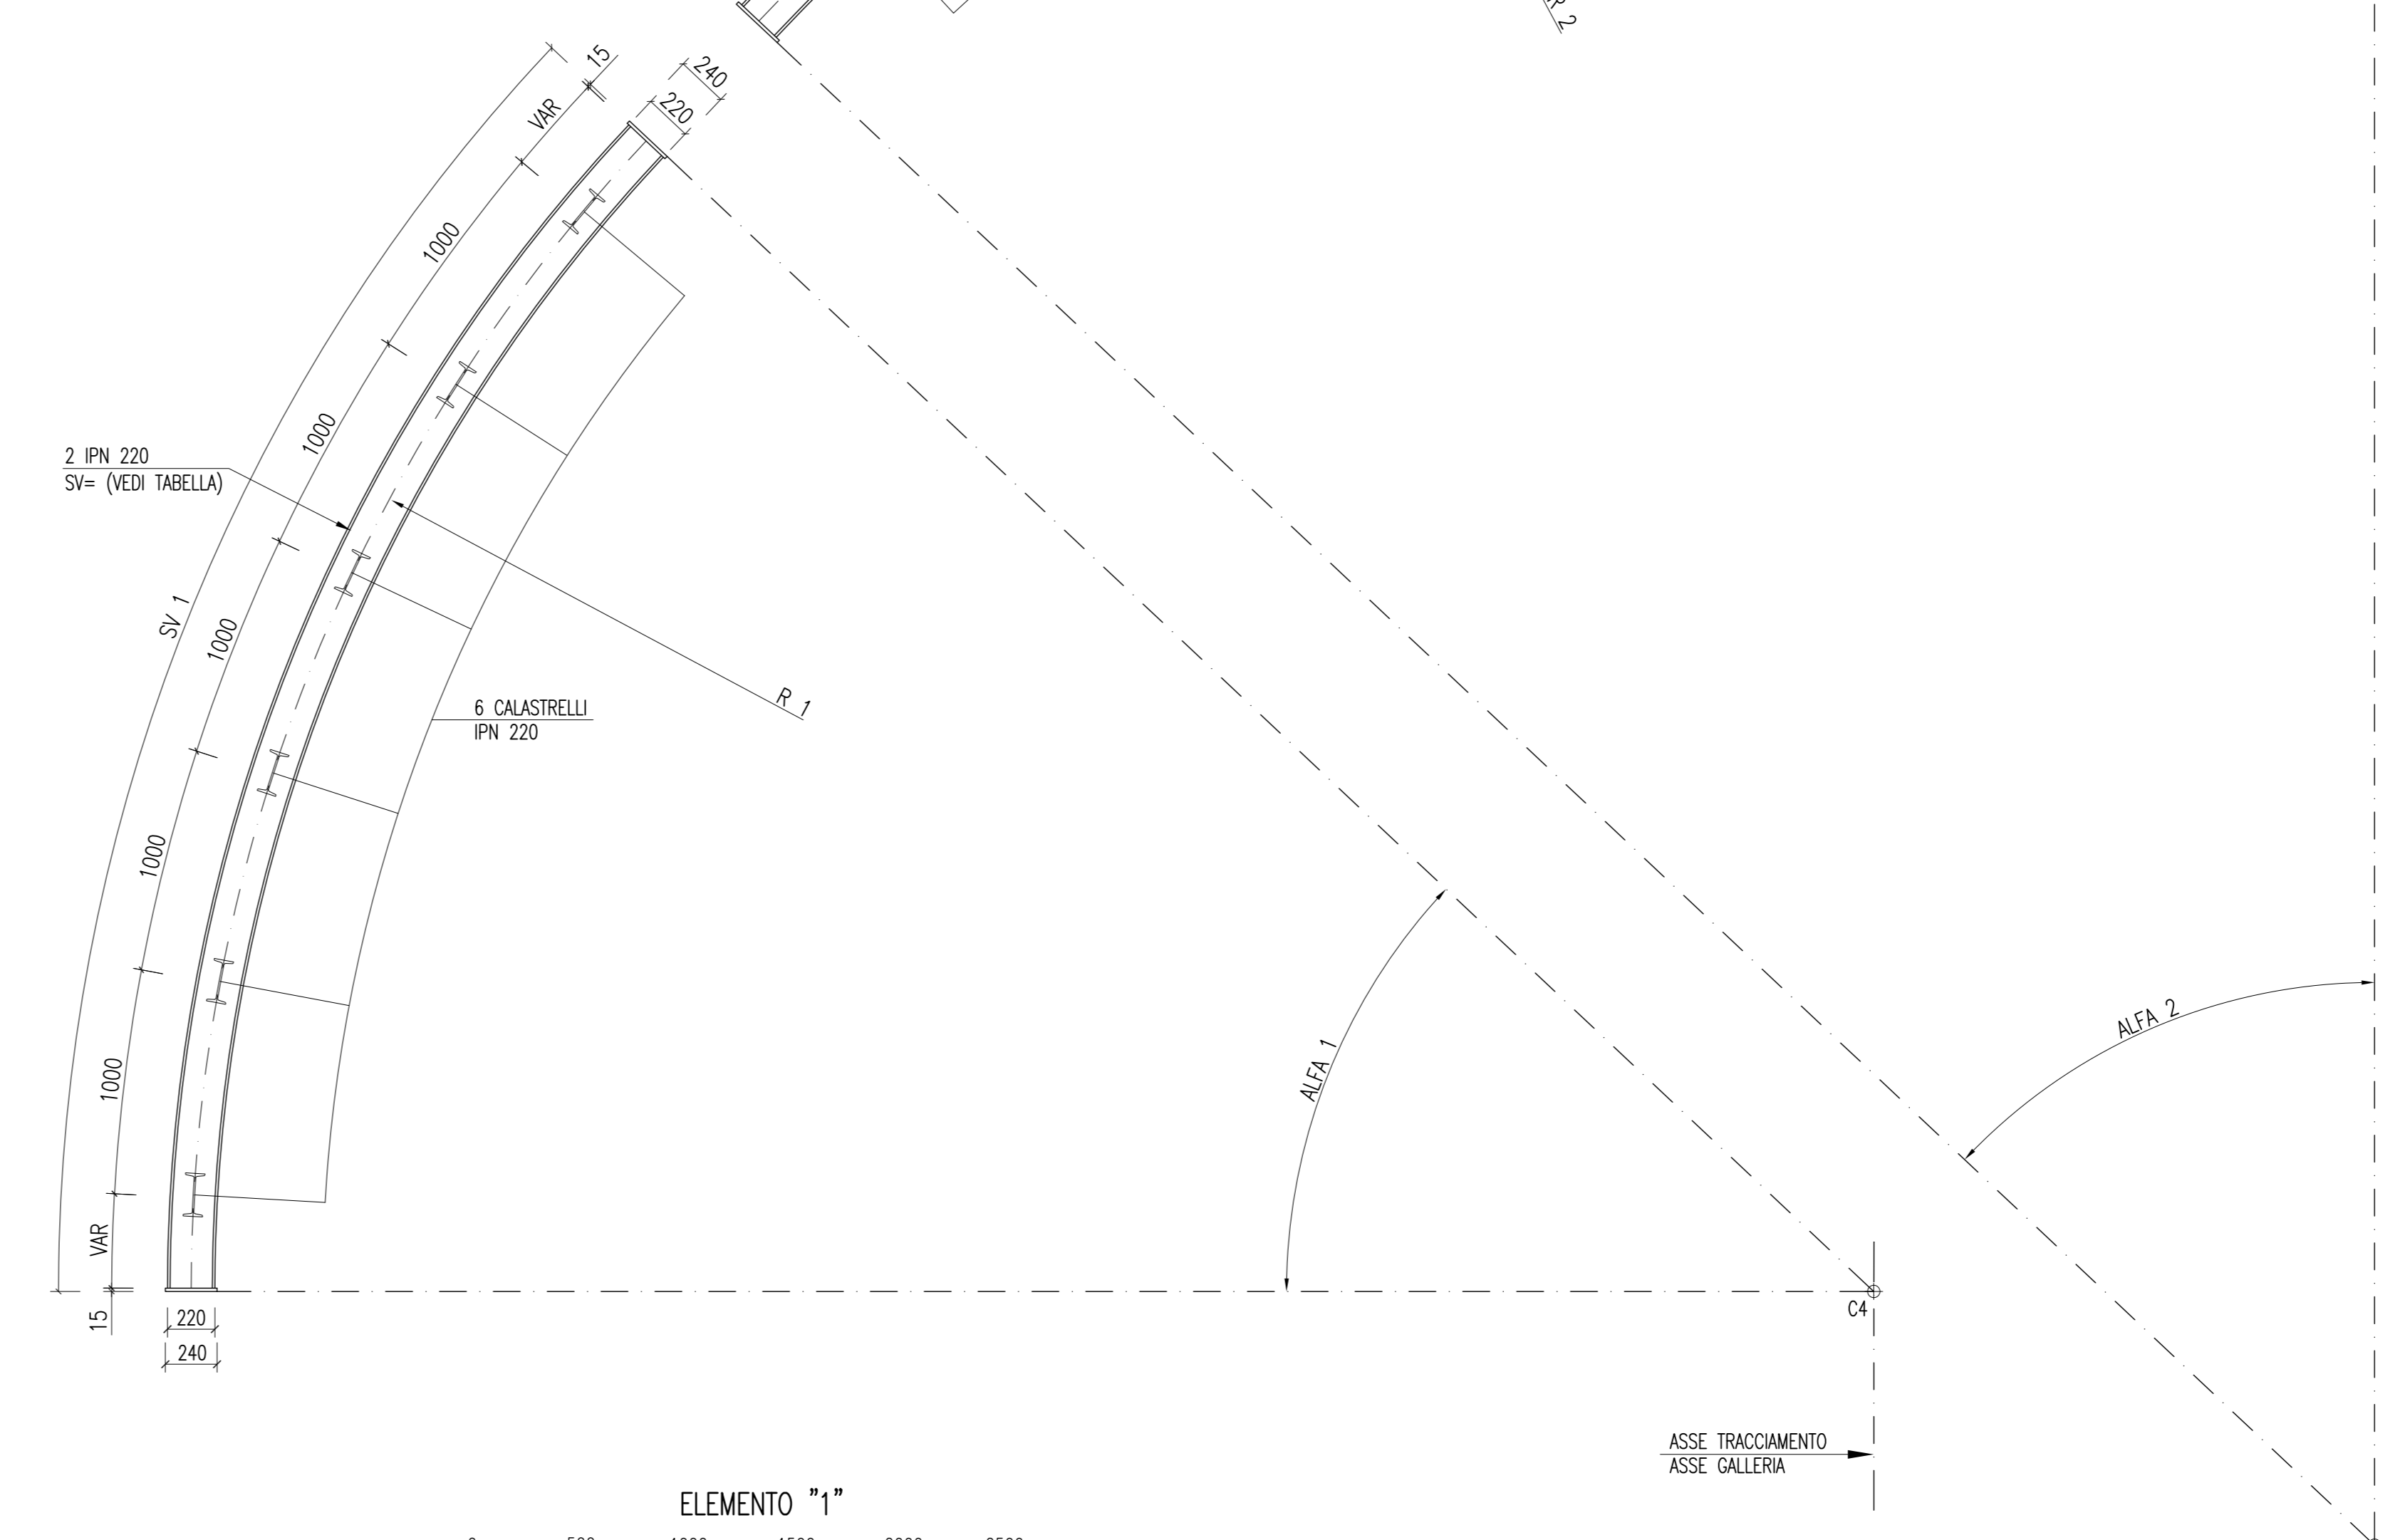 R 2
15
240
VAR
220
1000
1000
2 IPN 220
SV= (VEDI TABELLA)
SV 1
1000
R 1
6 CALASTRELLI
IPN 220
1000
1000
ALFA 1
ALFA 2
VAR
15
220
240
C4
ASSE TRACCIAMENTO
ASSE GALLERIA
ELEMENTO "1"